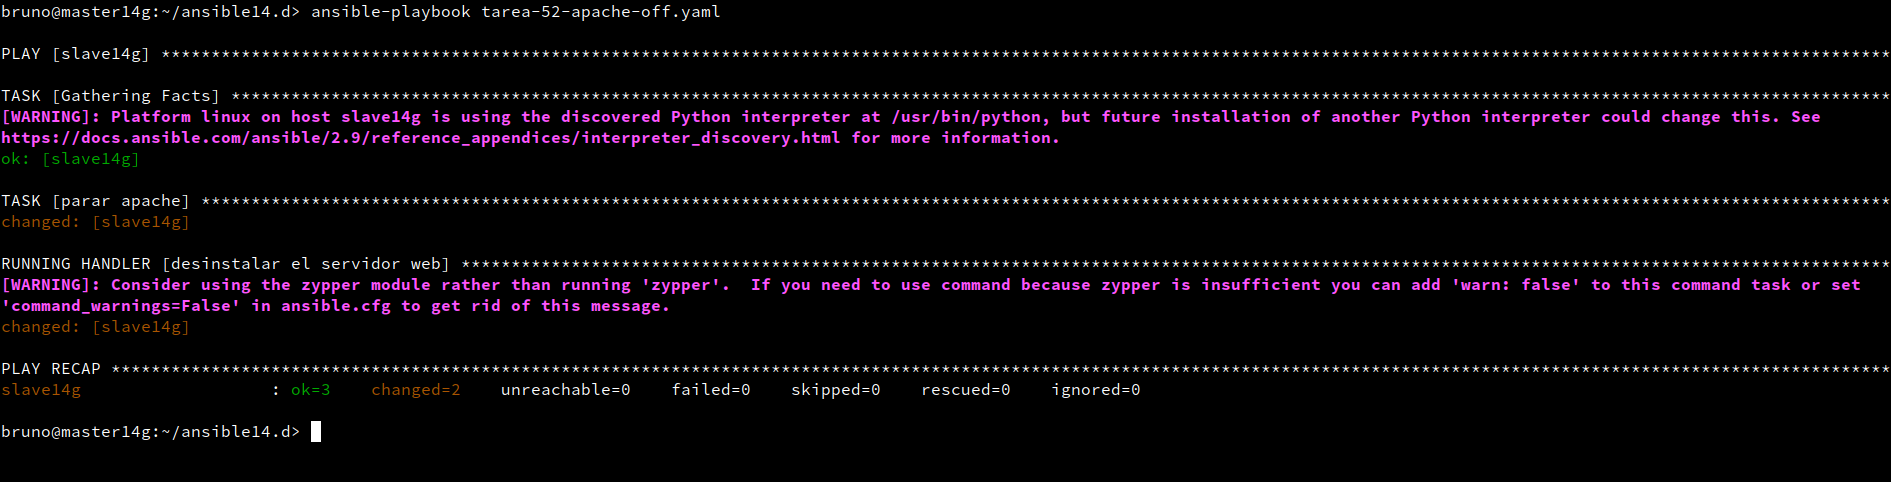 bruno@master14g:~/ansible14.d> ansible-playbook tarea-52-apache-off.yaml
PLAY [slave14g] *****************************************************************************************************************************************************************************
TASK [Gathering Facts] **********************************************************************************************************************************************************************
[WARNING]: Platform linux on host slave14g is using the discovered Python interpreter at /usr/bin/python, but future installation of another Python interpreter could change this. See
https://docs.ansible.com/ansible/2.9/reference_appendices/interpreter_discovery.html for more information.
ok: [slave14g]
TASK [parar apache] *************************************************************************************************************************************************************************
changed: [slave14g]
RUNNING HANDLER [desinstalar el servidor web] ***********************************************************************************************************************************************
[WARNING]: Consider using the zypper module rather than running 'zypper'.  If you need to use command because zypper is insufficient you can add 'warn: false' to this command task or set
'command_warnings=False' in ansible.cfg to get rid of this message.
changed: [slave14g]
PLAY RECAP **********************************************************************************************************************************************************************************
slave14g                   : ok=3    changed=2    unreachable=0    failed=0    skipped=0    rescued=0    ignored=0
bruno@master14g:~/ansible14.d>